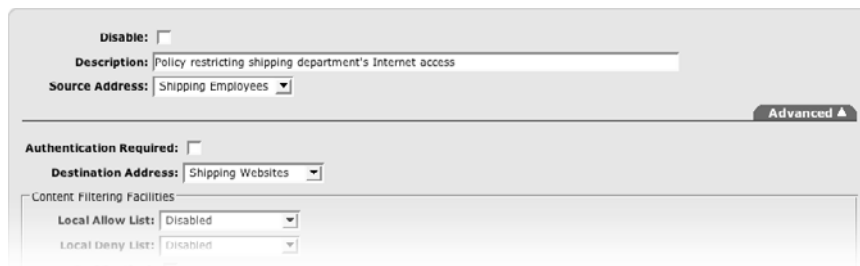 Disable:
Description: Policy restricting shipping department's Internet access
Source Address: Shipping Employees
Advanced
Authentication Required:
Destination Address: Shipping Websites
Content Filtering Facilities
Local Allow List: Disabled
Local Deny List: Disabled